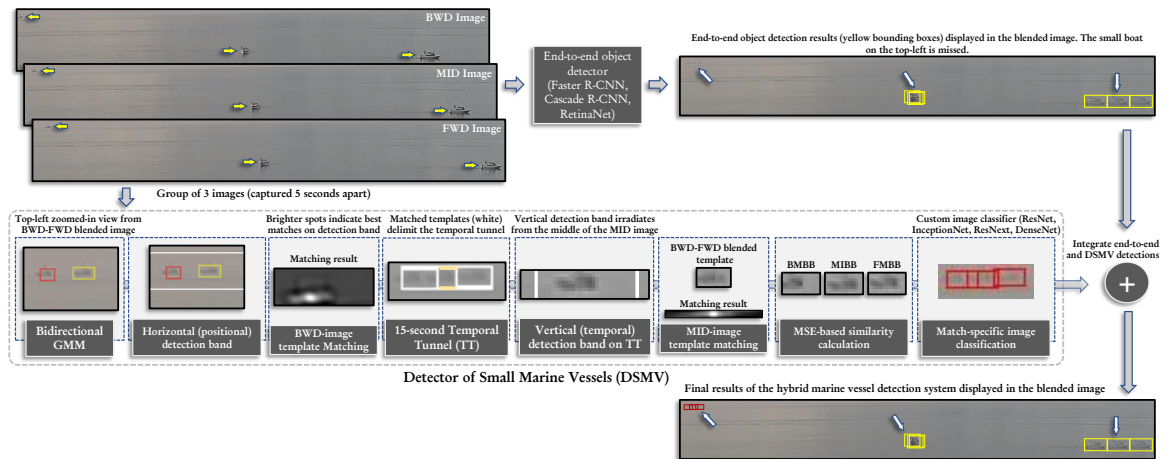 BWD Image
MID Image
FWD Image
End-to-end object
detector
(Faster R-CNN,
Cascade R-CNN,
RetinaNet)
End-to-end object detection results (yellow bounding boxes) displayed in the blended image. The small boat
on the top-left is missed.
Group of 3 images (captured 5 seconds apart)
Top-left zoomed-in view from
BWD-FWD blended image
Bidirectional
GMM
Horizontal (positional)
detection band
Brighter spots indicate best
matches on detection band
Matching result
BWD-image
template Matching
Matched templates (white)
delimit the temporal tunnel
15-second Temporal
Tunnel (TT)
Vertical detection band irradiates
from the middle of the MID image
Vertical (temporal)
detection band on TT
BWD-FWD blended
template
Matching result
MID-image
template matching
BMBB MIBB FMBB
MSE-based similarity
calculation
Custom image classifier (ResNet,
InceptionNet, ResNext, DenseNet)
Match-specific image
classification
Integrate end-to-end
and DSMV detections
+
Detector of Small Marine Vessels (DSMV)
Final results of the hybrid marine vessel detection system displayed in the blended image